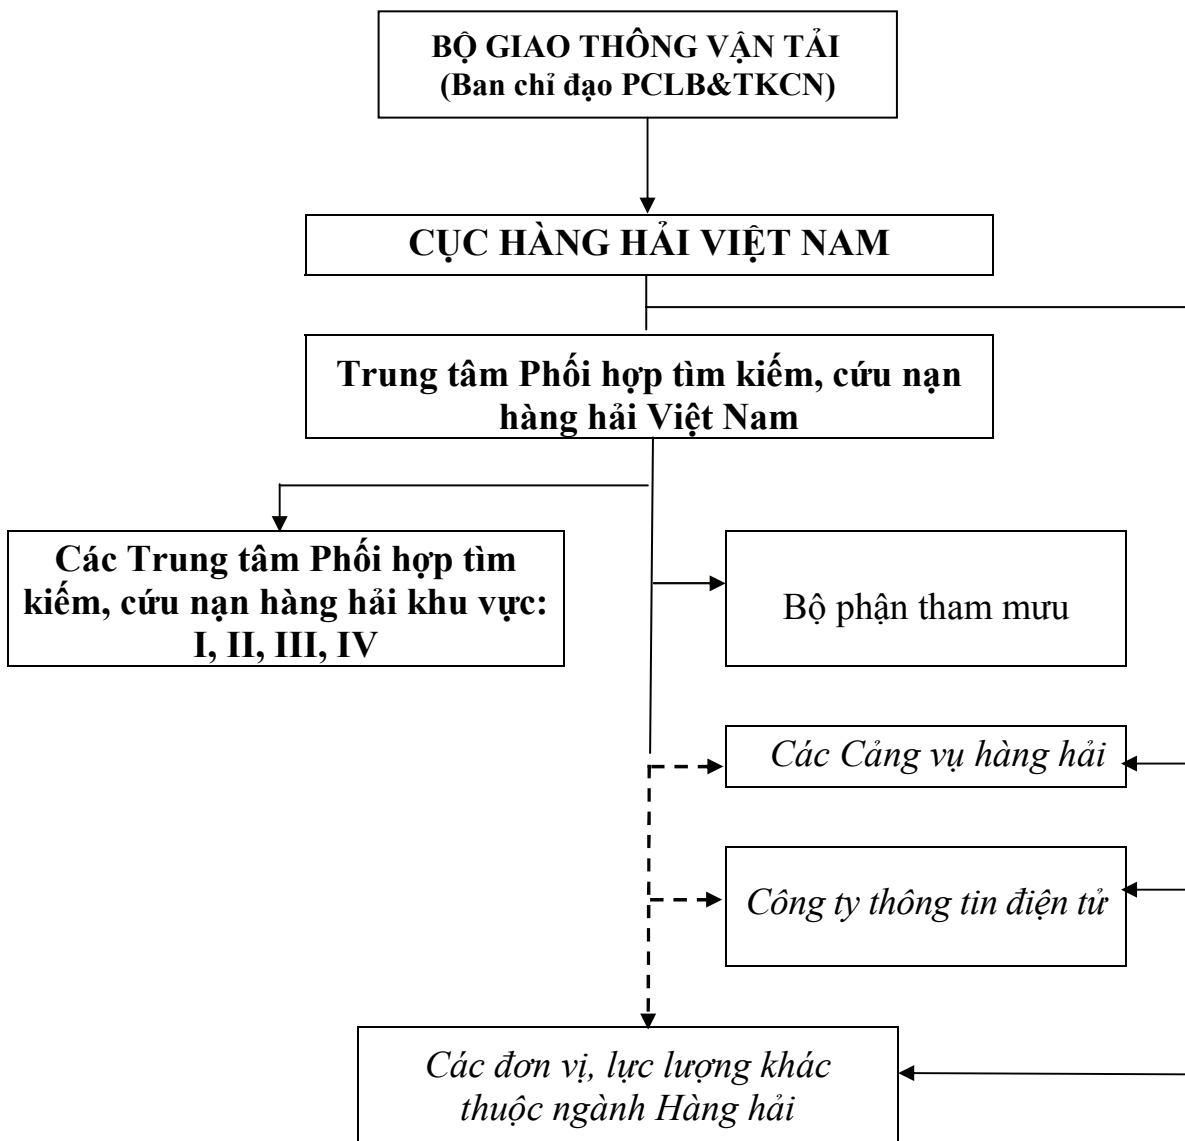 BỘ GIAO THÔNG VẬN TẢI
(Ban chỉ đạo PCLB&TKCN)
CỤC HÀNG HẢI VIỆT NAM
Trung tâm Phối hợp tìm kiếm, cứu nạn
hàng hải Việt Nam
Các Trung tâm Phối hợp tìm
kiếm, cứu nạn hàng hải khu vực:
I, II, III, IV
Bộ phận tham mưu
Các Cảng vụ hàng hải
Công ty thông tin điện tử
Các đơn vị, lực lượng khác
thuộc ngành Hàng hải